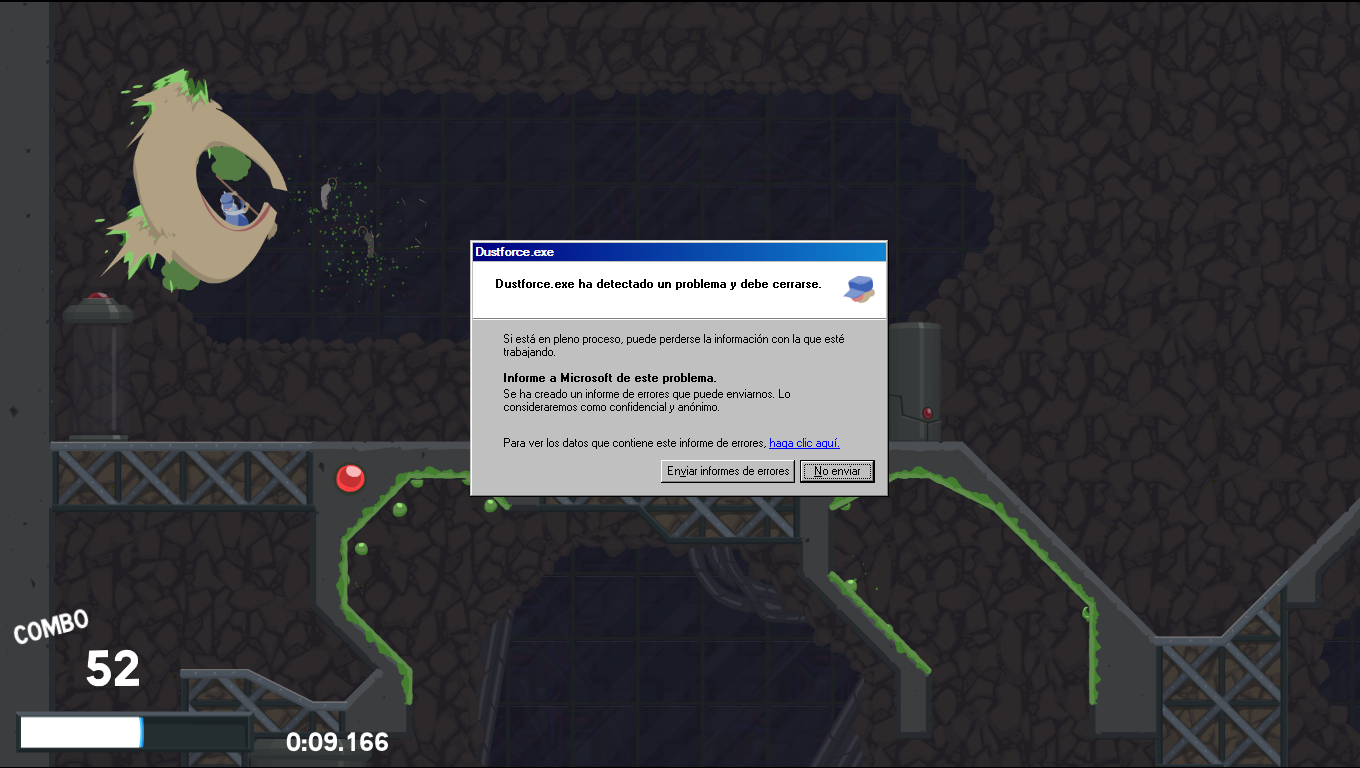 Dustforce.exe
Dustforce.exe ha detectado un problema y debe cerrarse.
Si está en pleno proceso, puede perderse la información con la que esté
trabajando.
Informe a Microsoft de este problema.
Se ha creado un informe de errores que puede enviarnos. Lo
consideraremos como confidencial y anónimo.
Para ver los datos que contiene este informe de errores, haga clic aquí.
Enviar informes de errores
No enviar
COMBO
52
0:09.166